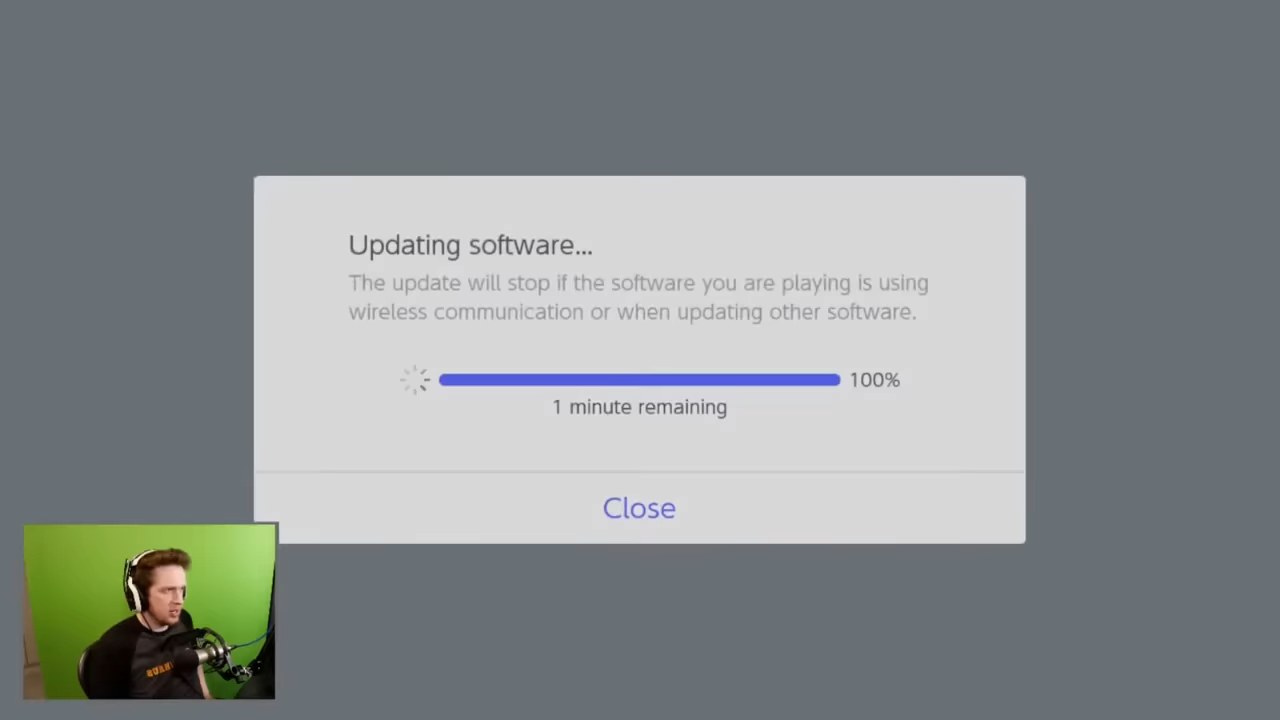 Updating software...
The update will stop if the software you are playing is using
wireless communication or when updating other software.
100%
1 minute remaining
Close